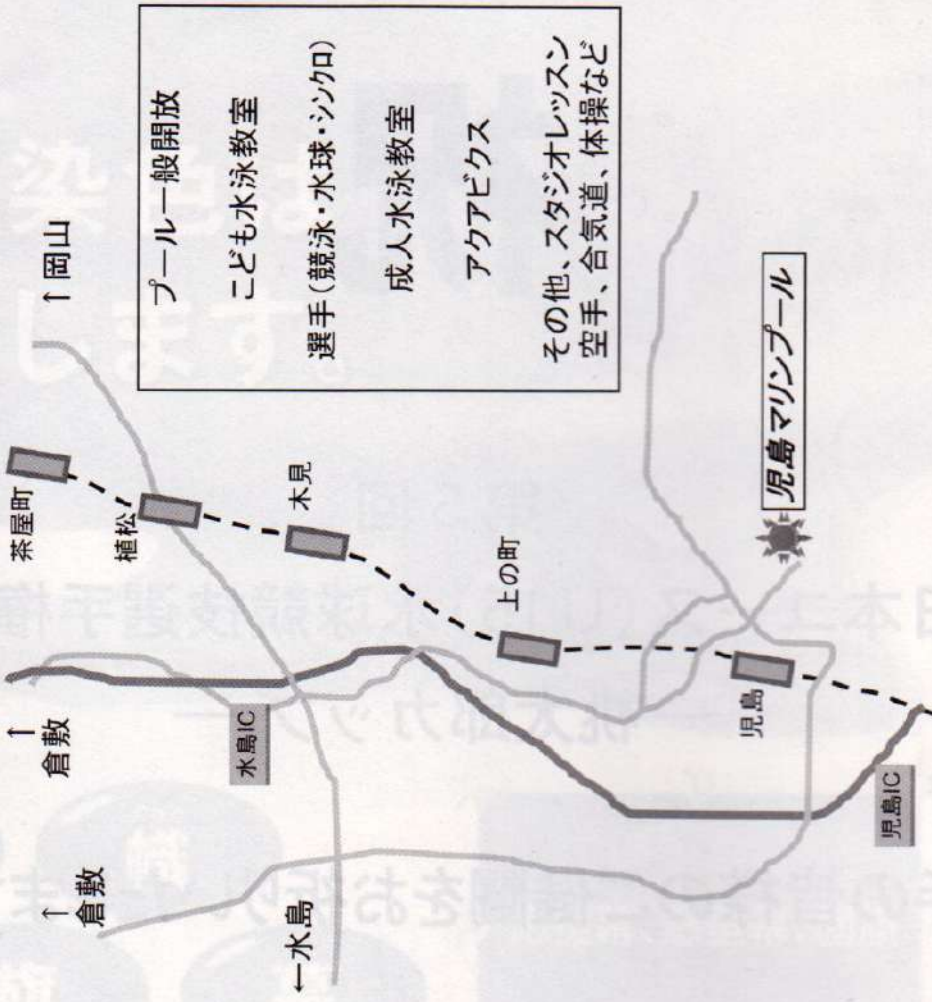 プール一般開放
こども水泳教室
選手（競泳・水球・シンクロ）
成人水泳教室
アクアビクス
その他、スタジオレッスン
空手、合気道、体操など
↑岡山
茶屋町
植松
木見
上の町
児島
児島マリンプール
↑
倉敷
水島IC
↑
倉敷
←水島
児島IC